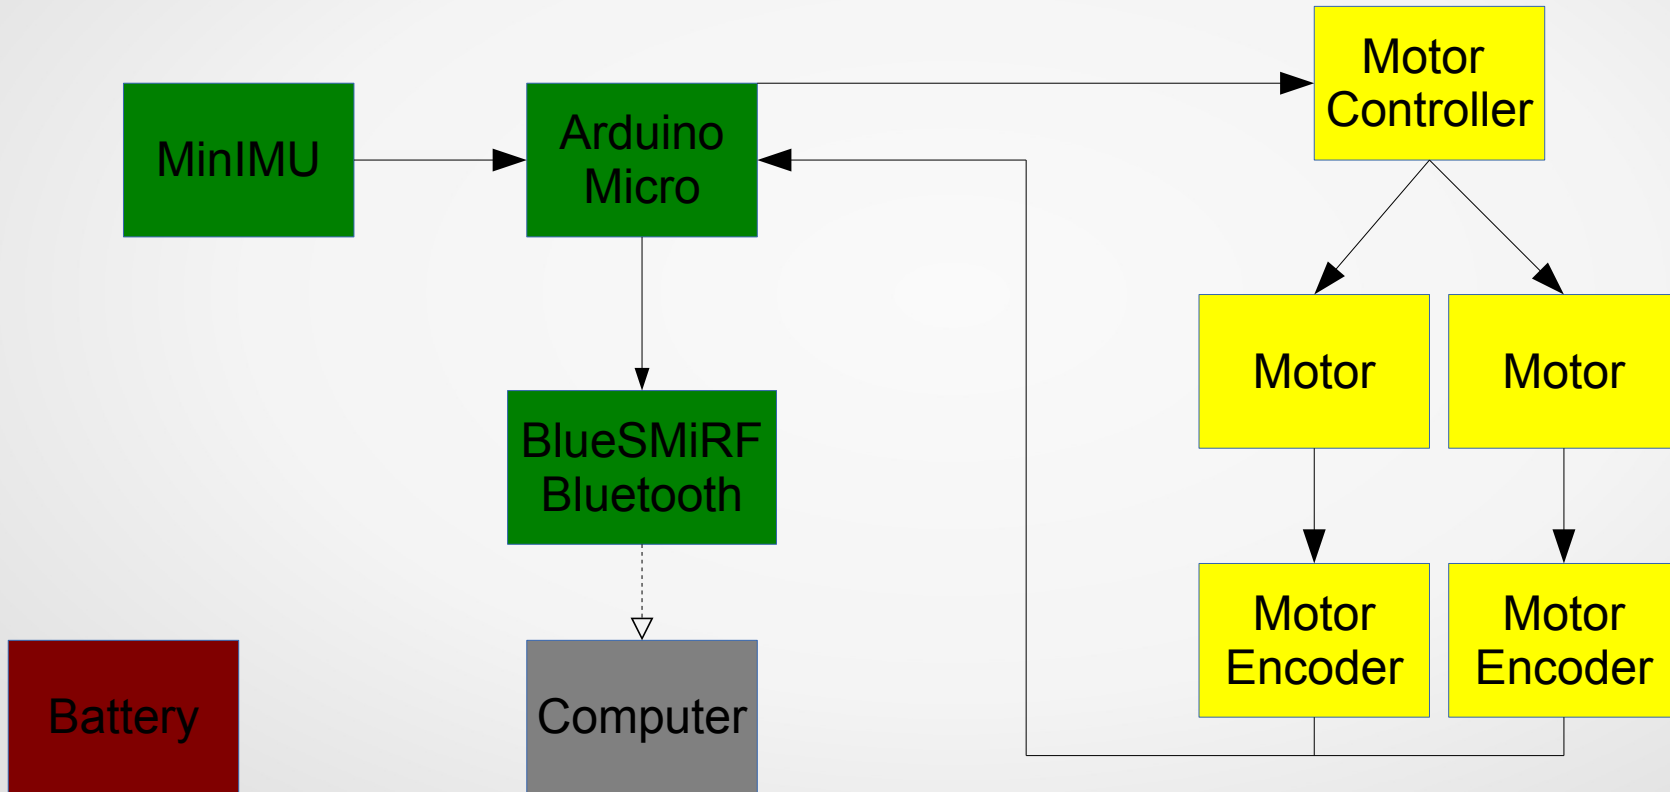 Motor
Controller
MinIMU
Arduino
Micro
Motor
Motor
BlueSMiRF
Bluetooth
Motor
Encoder
Motor
Encoder
Battery
Computer